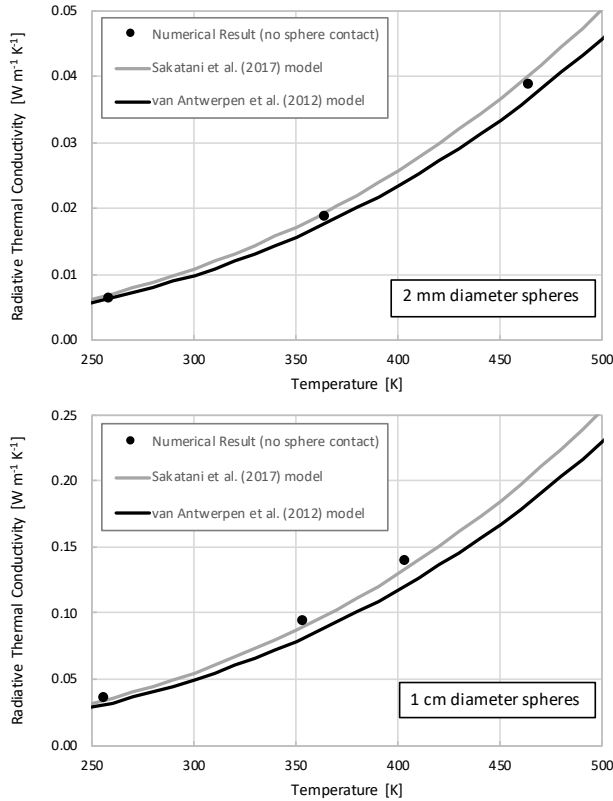 0.05
0.04
0.03
0.02
0.01
0.00
Radiative Thermal Conductivity [W m-1 K-1]
Numerical Result (no sphere contact)
Sakatani et al. (2017) model
van Antwerpen et al. (2012) model
2 mm diameter spheres
250 300 350 400 450 500
Temperature [K]
0.25
0.20
0.15
0.10
0.05
0.00
Radiative Thermal Conductivity [W m-1 K-1]
Numerical Result (no sphere contact)
Sakatani et al. (2017) model
van Antwerpen et al. (2012) model
1 cm diameter spheres
250 300 350 400 450 500
Temperature [K]